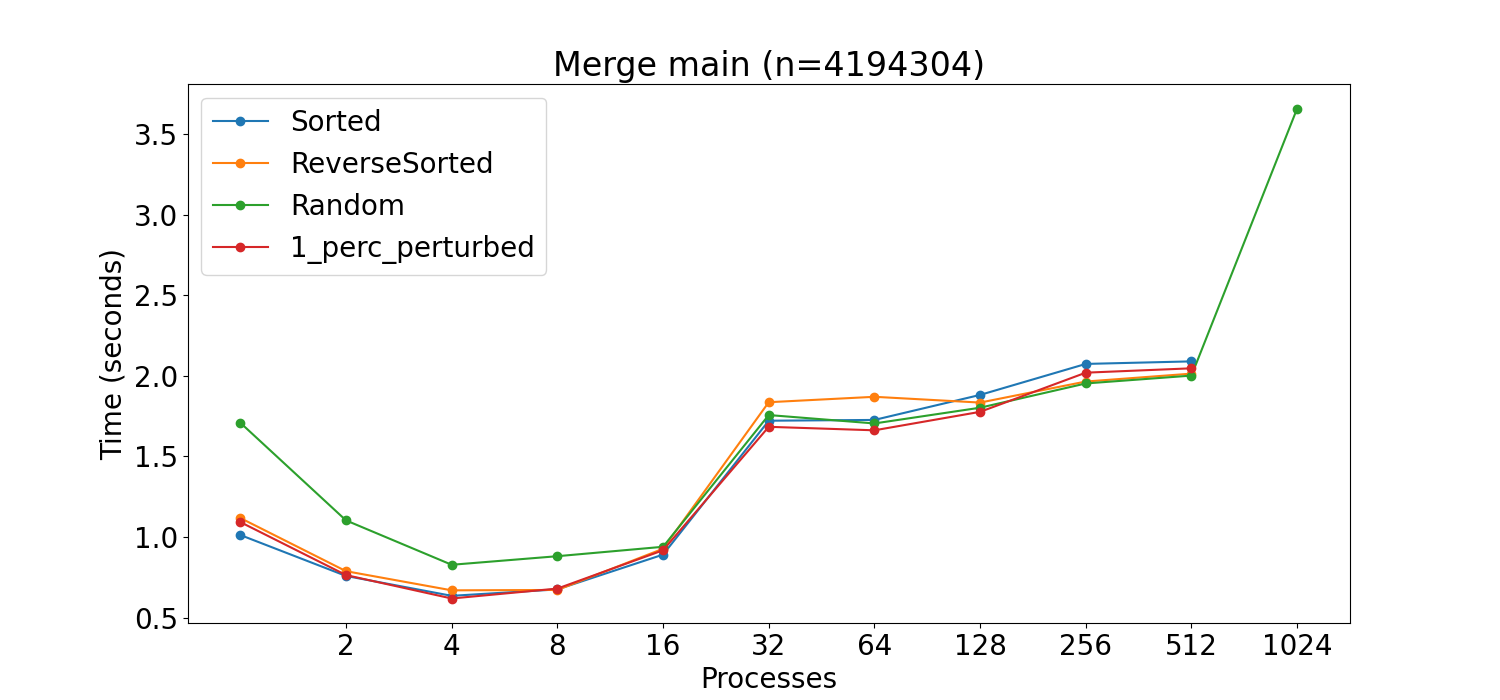 Merge main (n=4194304)
Sorted
ReverseSorted
Random
1_perc_perturbed
Time (seconds)
3.5
3.0
2.5
2.0
1.5
1.0
0.5
2 4 8 16 32 64 128 256 512 1024
Processes